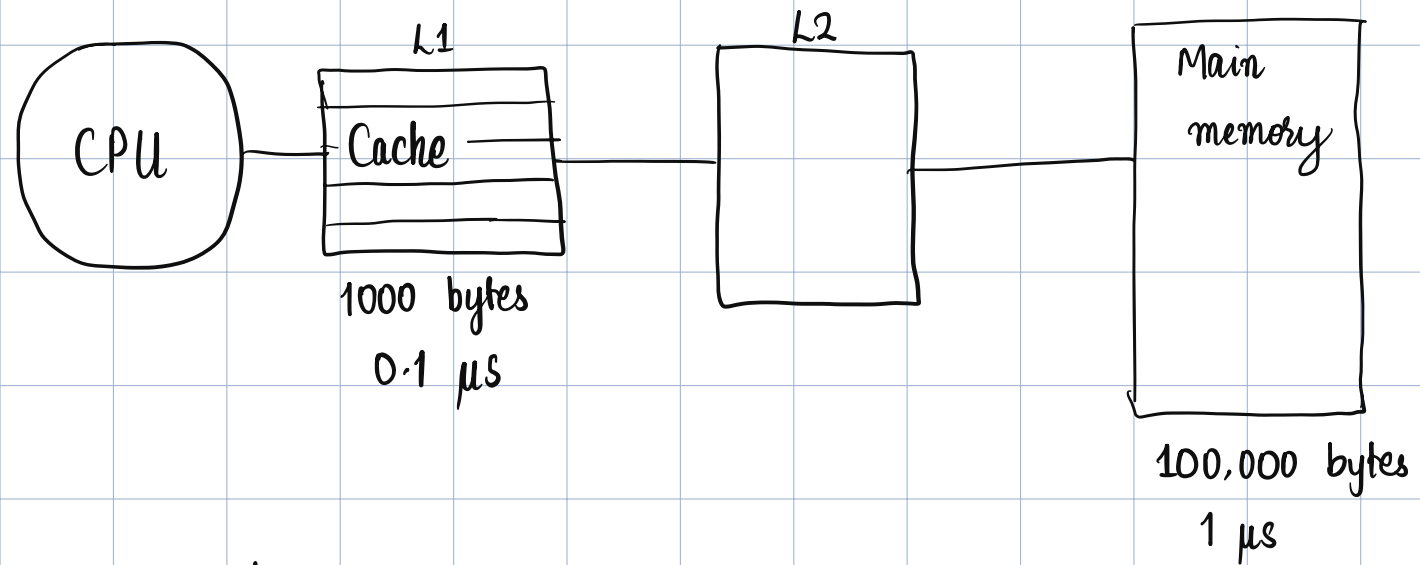 CPU
L1
Cache
1000 bytes
0.1 μs
L2
Main
memory
100,000 bytes
1 μs